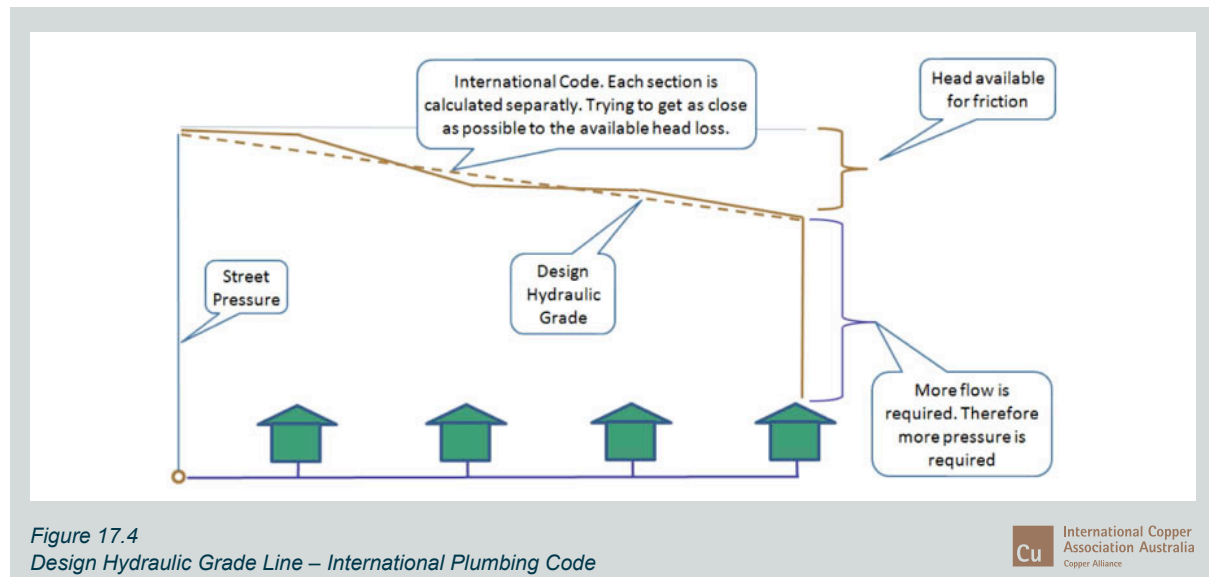 International Code. Each section is
calculated separatly. Trying to get as close
as possible to the available head loss.
Head available
for friction
Street
Pressure
Design
Hydraulic
Grade
More flow is
required. Therefore
more pressure is
required
Figure 17.4
Design Hydraulic Grade Line – International Plumbing Code
Cu
International Copper
Association Australia
Copper Alliance